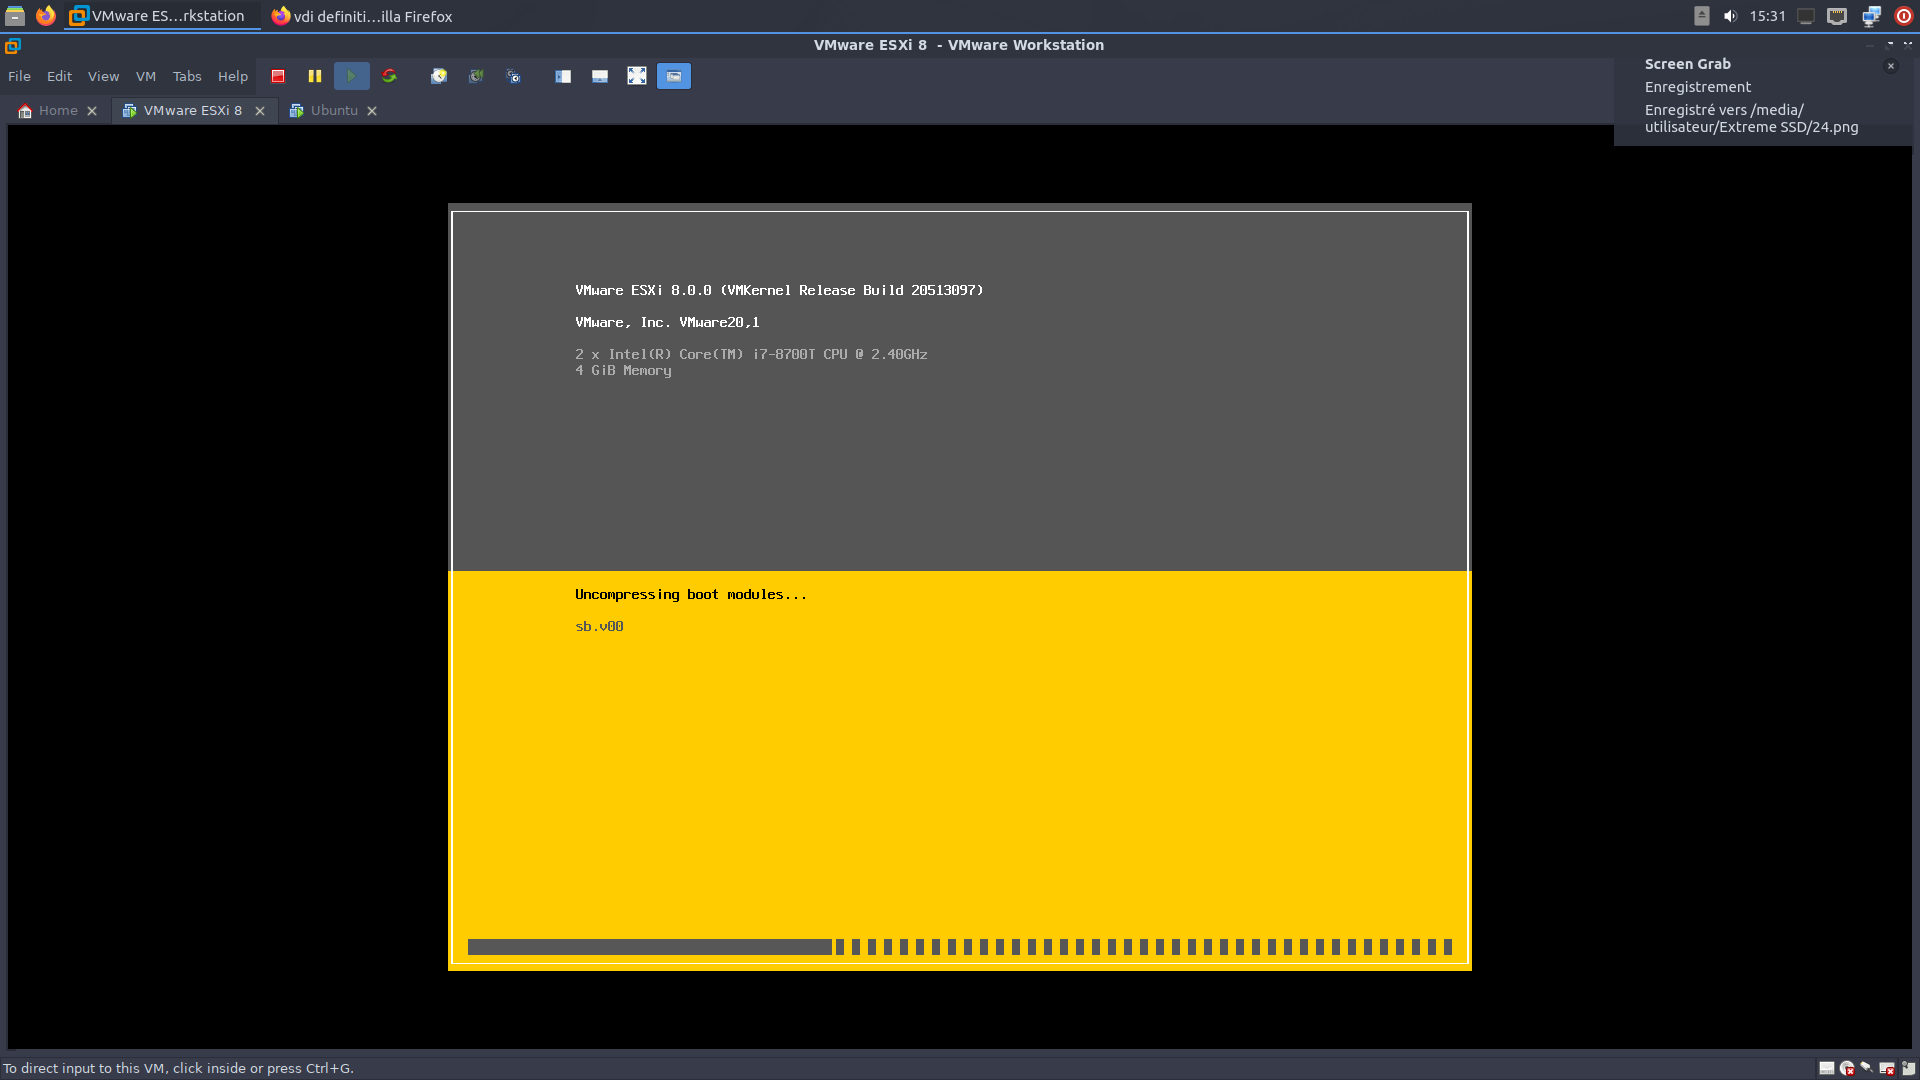 VMware ES...rkstation
vdi definiti...illa Firefox
15:31
VMware ESXi 8 - VMware Workstation
File Edit View VM Tabs Help
Screen Grab
Enregistrement
Enregistré vers /media/
utilisateur/Extreme SSD/24.png
Home
VMware ESXi 8
Ubuntu
VMware ESXi 8.0.0 (VMKernel Release Build 20513097)
VMware, Inc. VMware20,1
2 x Intel(R) Core(TM) i7-8700T CPU @ 2.40GHz
4 GiB Memory
Uncompressing boot modules...
sb.v00
To direct input to this VM, click inside or press Ctrl+G.